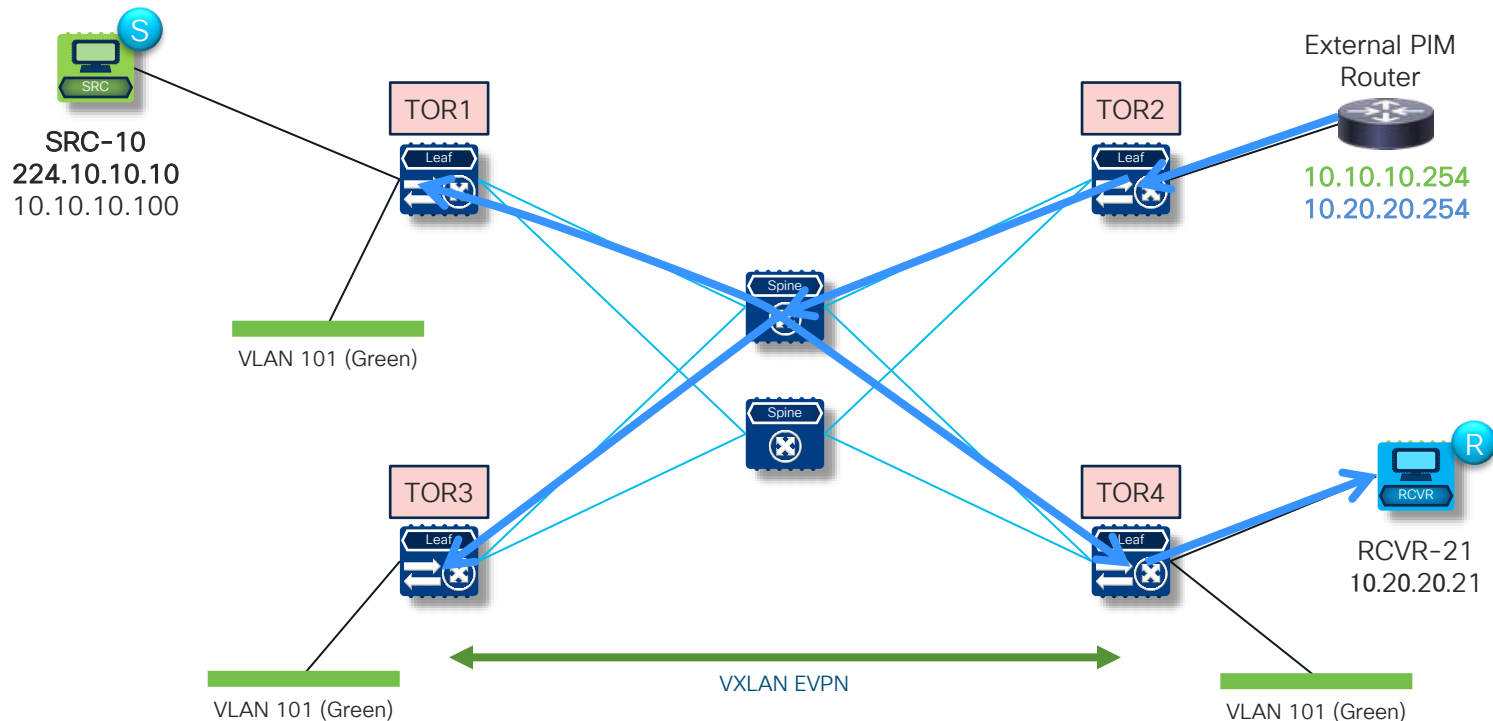 S
SRC
SRC-10
224.10.10.10
10.10.10.100
TOR1
Leaf
VLAN 101 (Green)
TOR2
Leaf
External PIM
Router
10.10.10.254
10.20.20.254
Spine
Spine
TOR3
Leaf
VLAN 101 (Green)
TOR4
Leaf
R
RCVR
RCVR-21
10.20.20.21
VXLAN EVPN
VLAN 101 (Green)